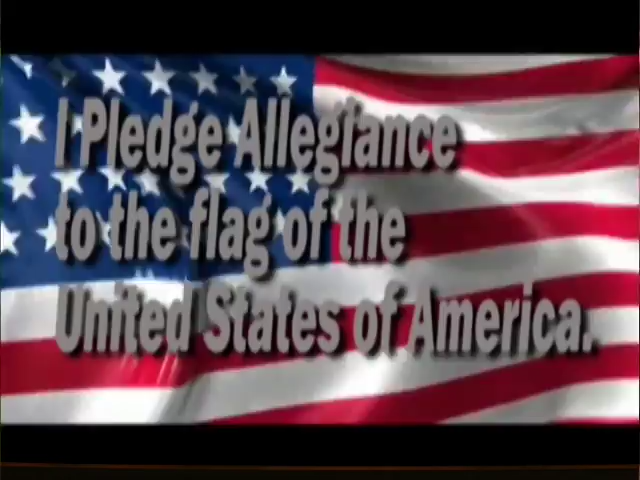 I Pledge Allegiance
to the flag of the
United States of America.